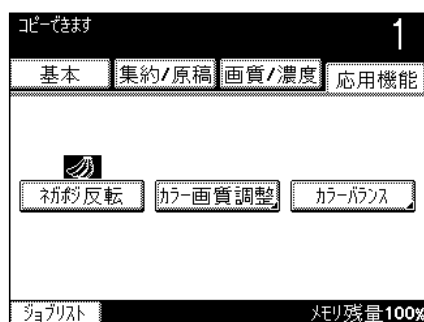 コピーできます
1
基本 集約/原稿 画質/濃度 応用機能
ネガポジ反転 カラー画質調整 カラーバランス
ジョブリスト メモリ残量100%